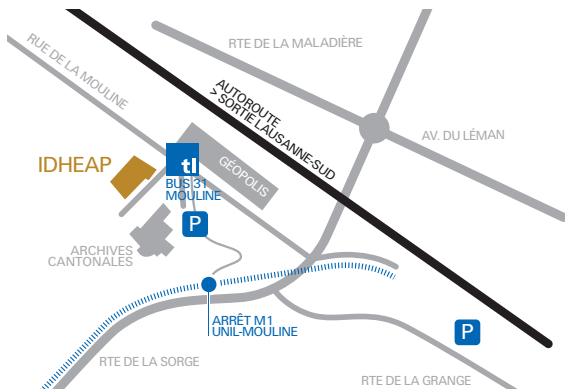 RTE DE LA MALADIÈRE
RUE DE LA MOULINE
AUTOROUTE
> SORTIE LAUSANNE-SUD
AV. DU LÉMAN
IDHEAP
tl
GÉOPOLIS
BUS 31
MOULINE
P
ARCHIVES
CANTONALES
ARRÊT M1
UNIL-MOULINE
P
RTE DE LA SORGE
RTE DE LA GRANGE